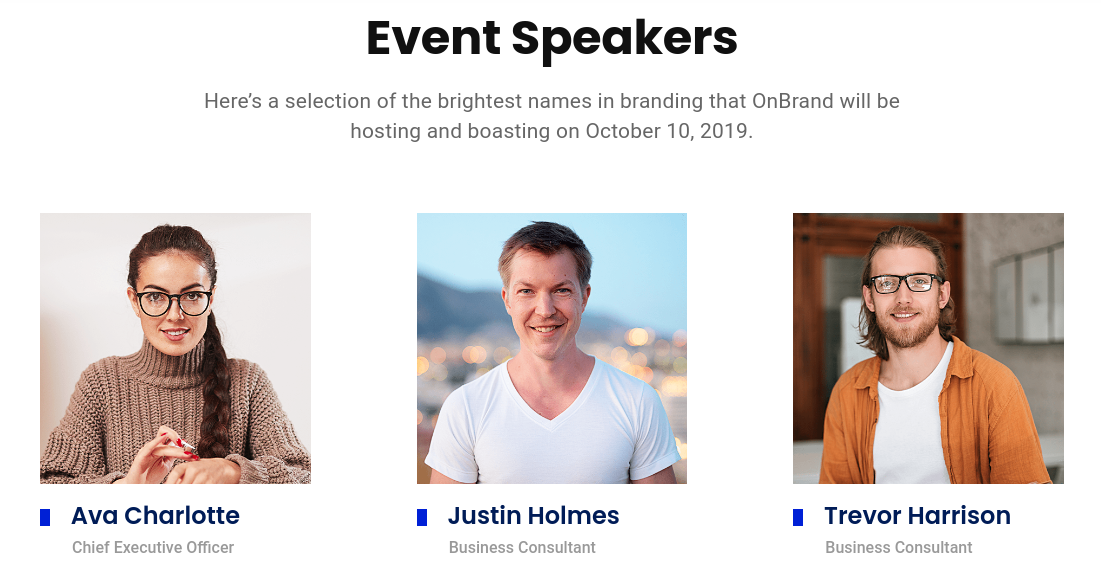 Event Speakers
Here’s a selection of the brightest names in branding that OnBrand will be
hosting and boasting on October 10, 2019.
Ava Charlotte
Justin Holmes
Trevor Harrison
Chief Executive Officer
Business Consultant
Business Consultant